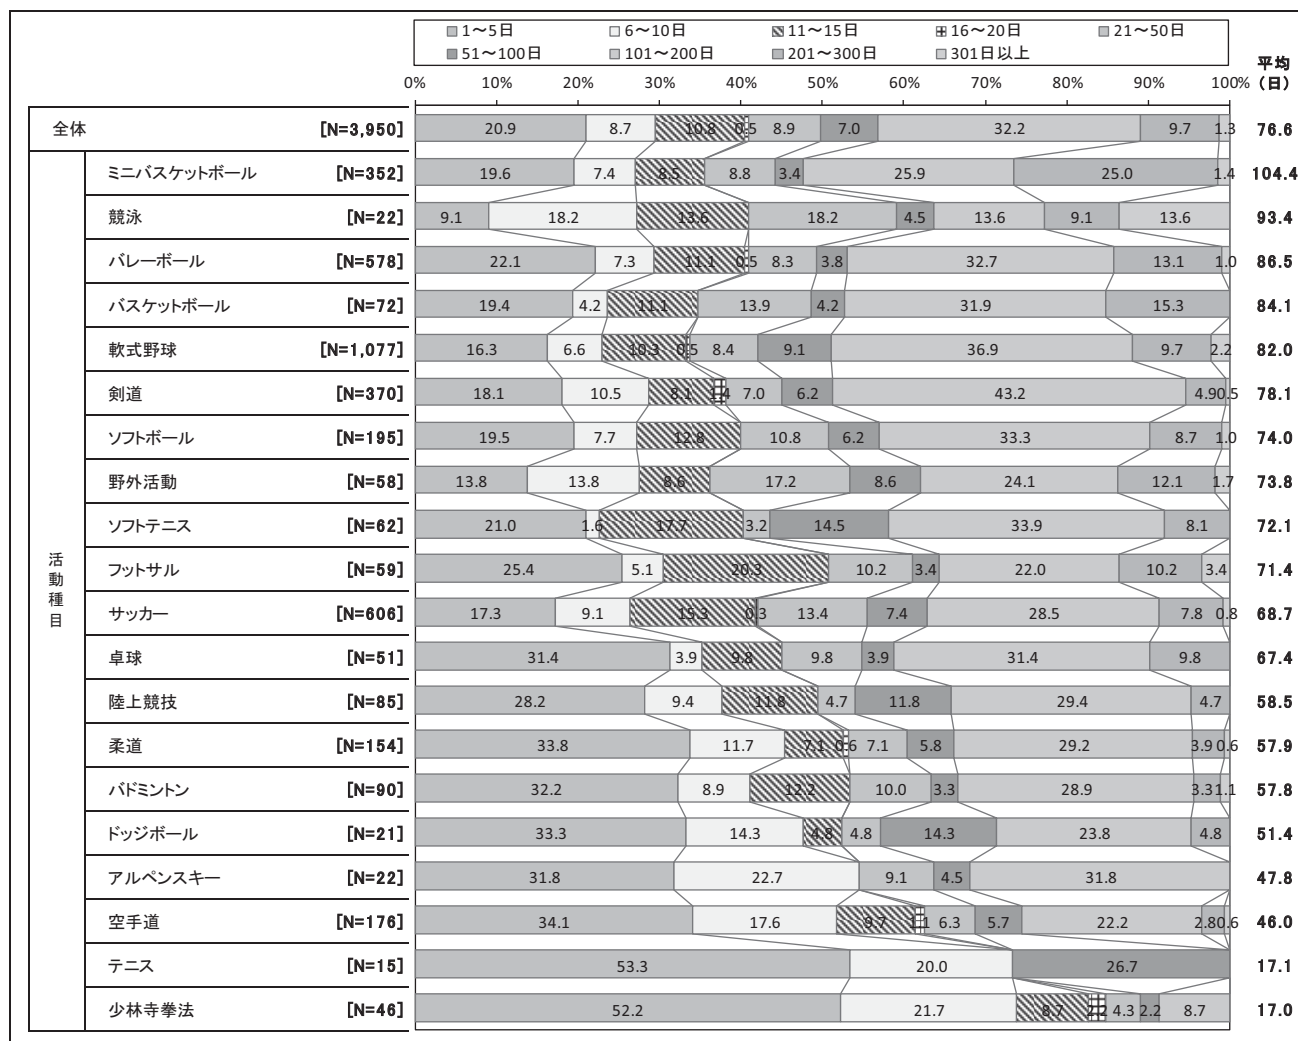 1～5日 6～10日 11～15日 16～20日 21～50日
51～100日 101～200日 201～300日 301日以上
0% 10% 20% 30% 40% 50% 60% 70% 80% 90% 100%
平均
（日）
全体 [N=3,950] 20.9 8.7 10.8 0.5 8.9 7.0 32.2 9.7 1.3 76.6
活動種目
ミニバスケットボール [N=352] 19.6 7.4 8.5 8.8 3.4 25.9 25.0 1.4 104.4
競泳 [N=22] 9.1 18.2 13.6 18.2 4.5 13.6 9.1 13.6 93.4
バレーボール [N=578] 22.1 7.3 11.1 0.5 8.3 3.8 32.7 13.1 1.0 86.5
バスケットボール [N=72] 19.4 4.2 11.1 13.9 4.2 31.9 15.3 84.1
軟式野球 [N=1,077] 16.3 6.6 10.3 0.5 8.4 9.1 36.9 9.7 2.2 82.0
剣道 [N=370] 18.1 10.5 8.1 1.4 7.0 6.2 43.2 4.9 0.5 78.1
ソフトボール [N=195] 19.5 7.7 12.8 10.8 6.2 33.3 8.7 1.0 74.0
野外活動 [N=58] 13.8 13.8 8.6 17.2 8.6 24.1 12.1 1.7 73.8
ソフトテニス [N=62] 21.0 1.6 17.7 3.2 14.5 33.9 8.1 72.1
フットサル [N=59] 25.4 5.1 20.3 10.2 3.4 22.0 10.2 3.4 71.4
サッカー [N=606] 17.3 9.1 15.3 0.3 13.4 7.4 28.5 7.8 0.8 68.7
卓球 [N=51] 31.4 3.9 9.8 9.8 3.9 31.4 9.8 67.4
陸上競技 [N=85] 28.2 9.4 11.8 4.7 11.8 29.4 4.7 58.5
柔道 [N=154] 33.8 11.7 7.1 0.6 7.1 5.8 29.2 3.9 0.6 57.9
バドミントン [N=90] 32.2 8.9 12.2 10.0 3.3 28.9 3.3 1.1 57.8
ドッジボール [N=21] 33.3 14.3 4.8 4.8 14.3 23.8 4.8 51.4
アルペンスキー [N=22] 31.8 22.7 9.1 4.5 31.8 47.8
空手道 [N=176] 34.1 17.6 9.7 1.1 6.3 5.7 22.2 2.8 0.6 46.0
テニス [N=15] 53.3 20.0 26.7 17.1
少林寺拳法 [N=46] 52.2 21.7 8.7 2.2 4.3 2.2 8.7 17.0